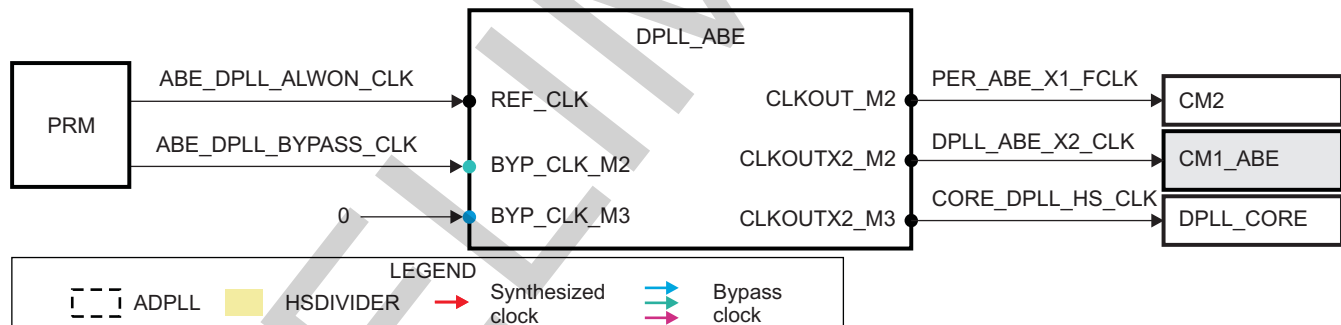 DPLL_ABE
PRM
ABE_DPLL_ALWON_CLK
REF_CLK
CLKOUT_M2
PER_ABE_X1_FCLK
CM2
ABE_DPLL_BYPASS_CLK
BYP_CLK_M2
CLKOUTX2_M2
DPLL_ABE_X2_CLK
CM1_ABE
0
BYP_CLK_M3
CLKOUTX2_M3
CORE_DPLL_HS_CLK
DPLL_CORE
LEGEND
ADPLL
HSDIVIDER
Synthesized
clock
Bypass
clock